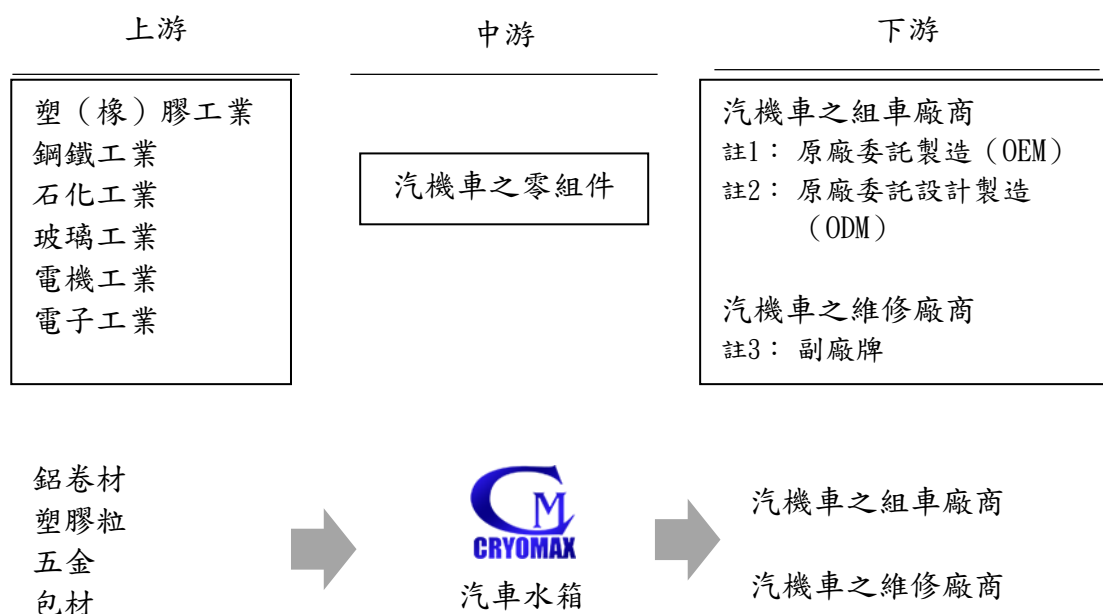 上游
中游
下游
塑（橡）膠工業
鋼鐵工業
石化工業
玻璃工業
電機工業
電子工業
汽機車之零組件
汽機車之組車廠商
註1：原廠委託製造（OEM）
註2：原廠委託設計製造
（ODM）
汽機車之維修廠商
註3：副廠牌
鋁卷材
塑膠粒
五金
包材
CM
CRYOMAX
汽車水箱
汽機車之組車廠商
汽機車之維修廠商